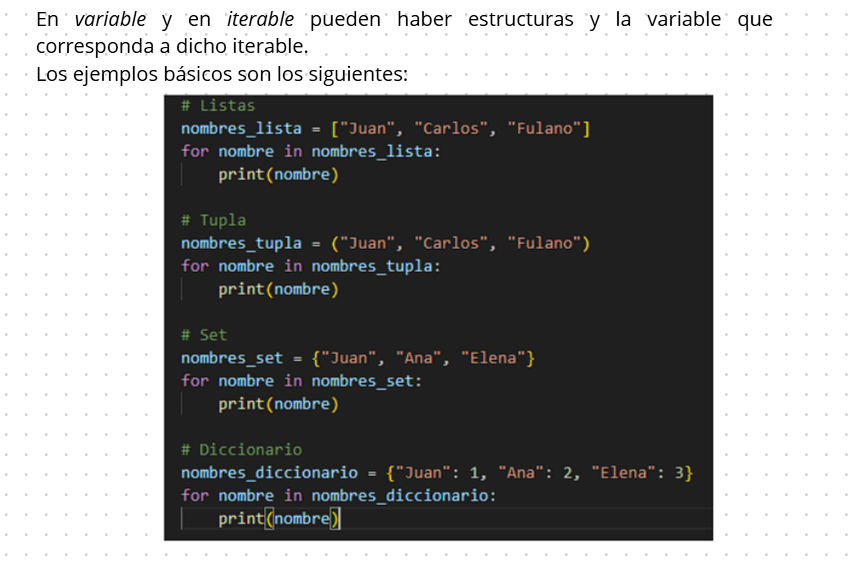 En variable y en iterable pueden haber estructuras y la variable que
corresponda a dicho iterable.
Los ejemplos básicos son los siguientes:
# Listas
nombres_lista = ["Juan", "Carlos", "Fulano"]
for nombre in nombres_lista:
    print(nombre)
# Tupla
nombres_tupla = ("Juan", "Carlos", "Fulano")
for nombre in nombres_tupla:
    print(nombre)
# Set
nombres_set = {"Juan", "Ana", "Elena"}
for nombre in nombres_set:
    print(nombre)
# Diccionario
nombres_diccionario = {"Juan": 1, "Ana": 2, "Elena": 3}
for nombre in nombres_diccionario:
    print(nombre)